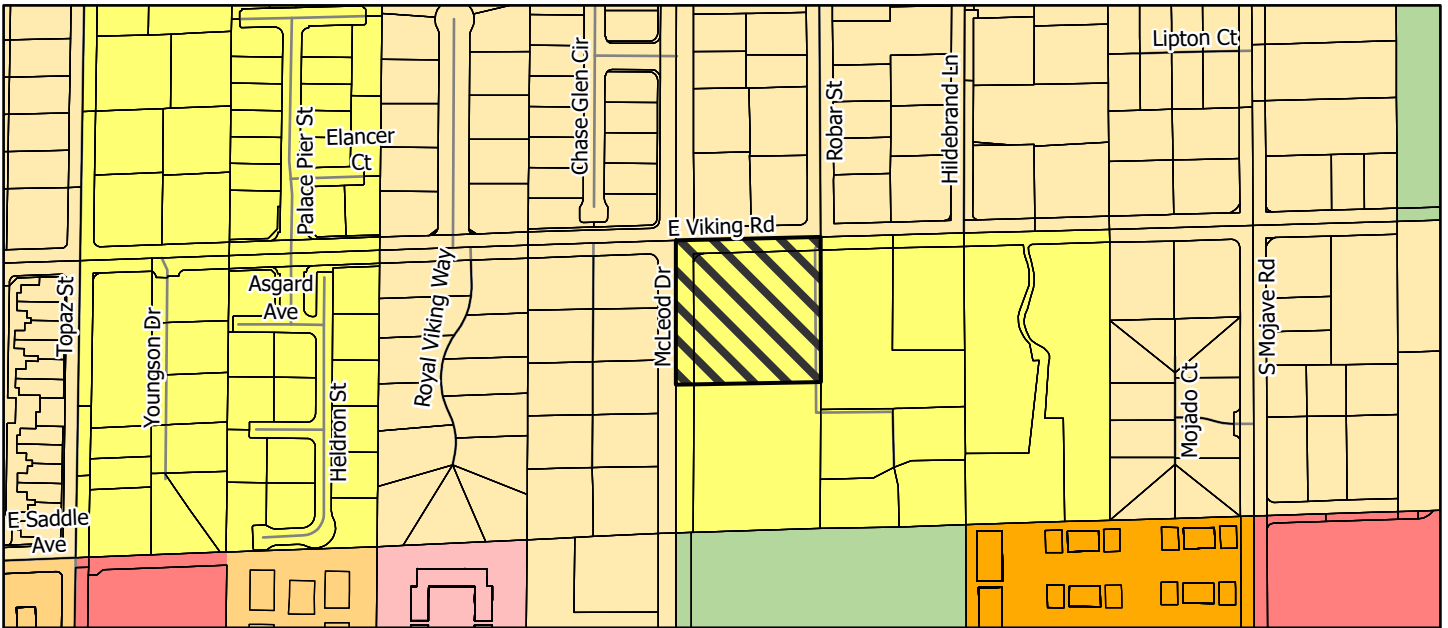 Lipton Ct
Chase-Glen-Cir
Hildebrand-Ln
Robar-St
Palace Pier St
Elancer
Ct
E Viking-Rd
Topaz-St
Youngson-Dr
Asgard
Ave
Royal Viking Way
McLeod-Dr
S-Mojave-Rd
Heldron St
Mojado Ct
E-Saddle
Ave